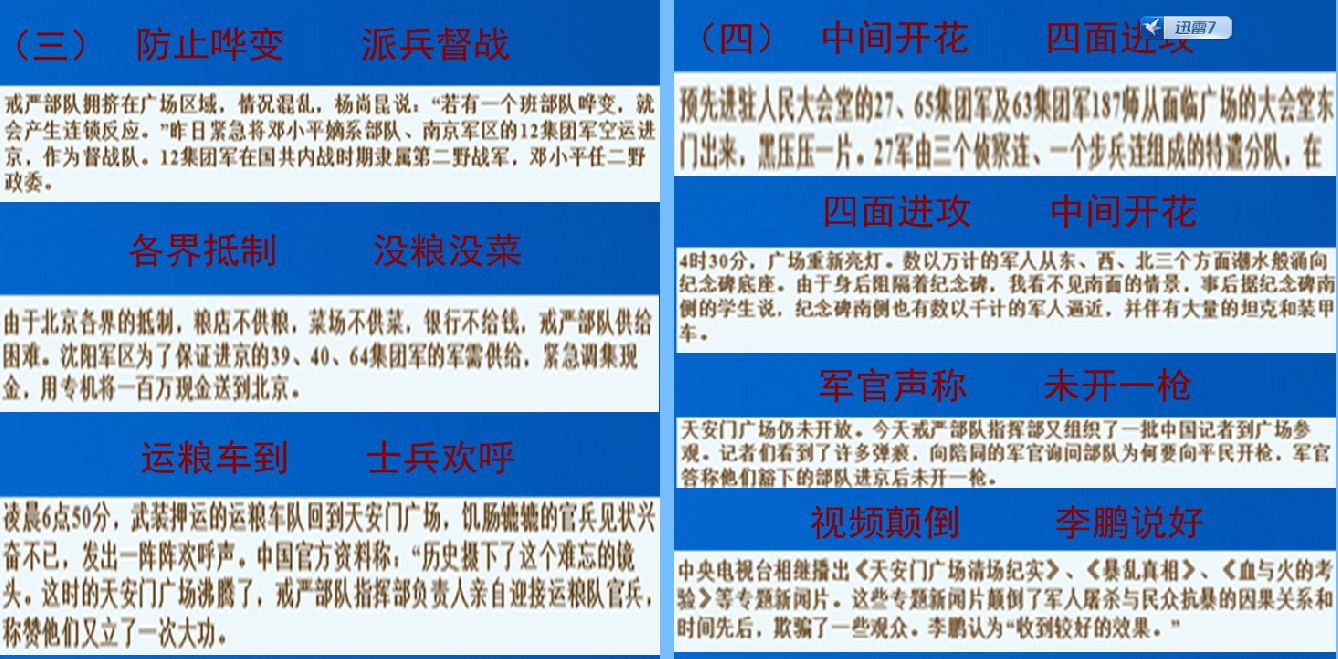 （三） 防止哗变 派兵督战
戒严部队拥挤在广场区域，情况混乱，杨尚昆说：“若有一个班部队哗变，就
会产生连锁反应。”昨日紧急将邓小平嫡系部队、南京军区的12集团军空运进
京，作为督战队。12集团军在国共内战时期隶属第二野战军，邓小平任二野
政委。
各界抵制 没粮没菜
由于北京各界的抵制，粮店不供粮，菜场不供菜，银行不给钱，戒严部队供给
困难。沈阳军区为了保证进京的39、40、64集团军的军需供给，紧急调集现
金，用专机将一百万现金送到北京。
运粮车到 士兵欢呼
凌晨6点50分，武装押运的运粮车队回到天安门广场，饥肠辘辘的官兵见状兴
奋不已，发出一阵阵欢呼声。中国官方资料称：“历史摄下了这个难忘的镜
头。这时的天安门广场沸腾了，戒严部队指挥部负责人亲自迎接运粮队官兵，
称赞他们又立了一次大功。
（四） 中间开花 四面进攻
迅雷7
预先进驻人民大会堂的27、65集团军及63集团军187师从面临广场的大会堂东
门出来，黑压压一片。27军由三个侦察连、一个步兵连组成的特遣分队，在
四面进攻 中间开花
4时30分，广场重新亮灯。数以万计的军人从东、西、北三个方面潮水般涌向
纪念碑底座。由于身后阻隔着纪念碑，我看不见南面的情景，事后据纪念碑南
侧的学生说，纪念碑南侧也有数以千计的军人逼近，并伴有大量的坦克和装甲
车。
军官声称 未开一枪
天安门广场仍未开放。今天戒严部队指挥部又组织了一批中国记者到广场参
观。记者们看到了许多弹痕，向陪同的军官询问部队为何要向平民开枪，军官
答称他们豁下的部队进京后未开一枪。
视频颠倒 李鹏说好
中央电视台相继播出《天安门广场清场纪实》、《暴乱真相》、《血与火的考
验》等专题新闻片。这些专题新闻片颠倒了军人屠杀与民众抗暴的因果关系和
时间先后，欺骗了一些观众。李鹏认为“收到较好的效果。”